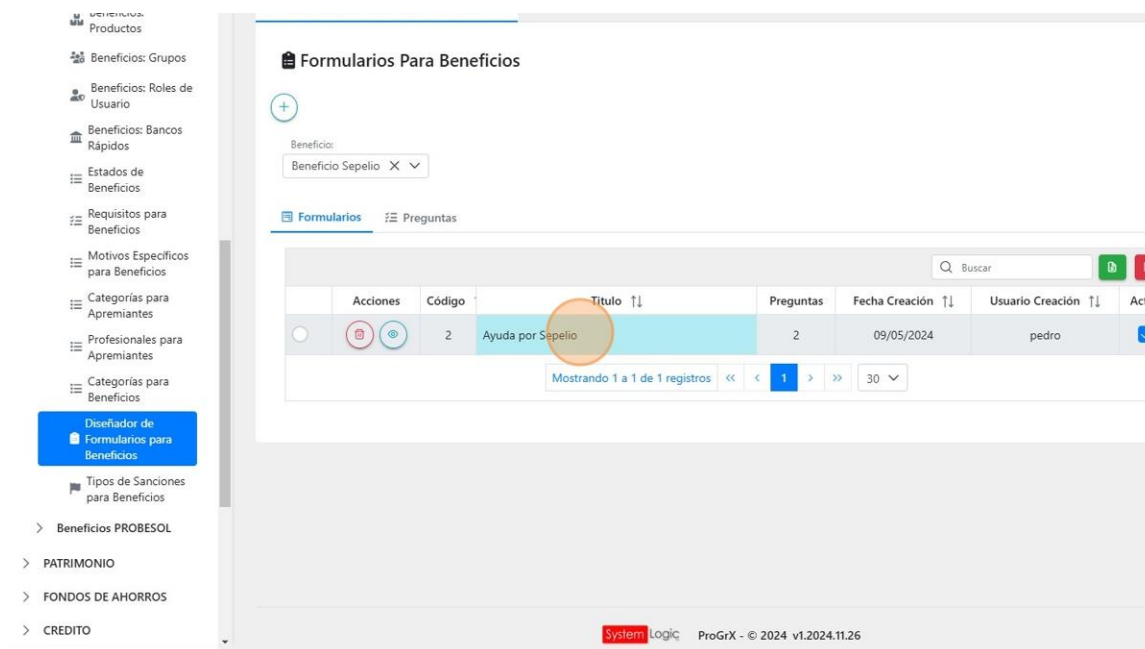 Beneficios:
Productos
Beneficios: Grupos
Beneficios: Roles de
Usuario
Beneficios: Bancos
Rápidos
Estados de
Beneficios
Requisitos para
Beneficios
Motivos Específicos
para Beneficios
Categorías para
Apremiantes
Profesionales para
Apremiantes
Categorías para
Beneficios
Diseñador de
Formularios para
Beneficios
Tipos de Sanciones
para Beneficios
Beneficios PROBESOL
PATRIMONIO
FONDOS DE AHORROS
CREDITO
Formularios Para Beneficios
Beneficio:
Beneficio Sepelio
Formularios Preguntas
Buscar
Acciones Código Titulo Preguntas Fecha Creación Usuario Creación
2 Ayuda por Sepelio 2 09/05/2024 pedro
Mostrando 1 a 1 de 1 registros << < 1 > >> 30
System Logic ProGrX - © 2024 v1.2024.11.26